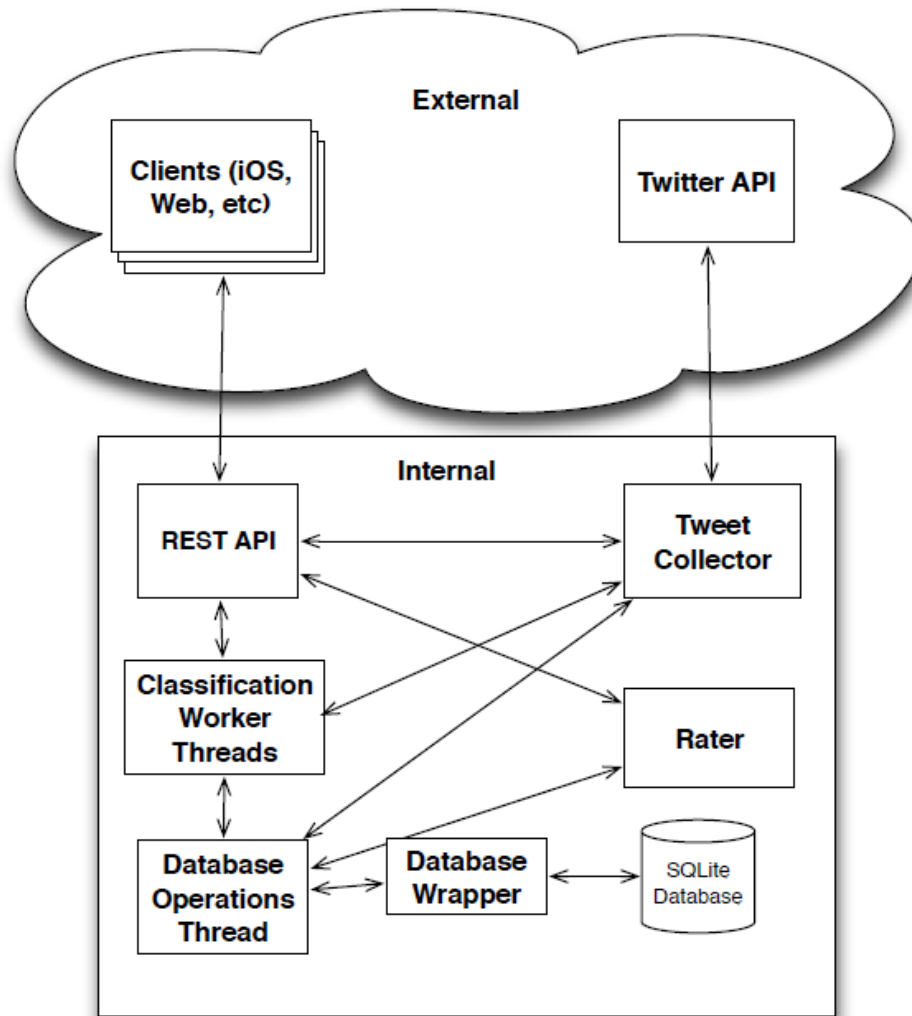 External
Clients (iOS,
Web, etc)
Twitter API
Internal
REST API
Tweet
Collector
Classification
Worker
Threads
Rater
Database
Operations
Thread
Database
Wrapper
SQLite
Database